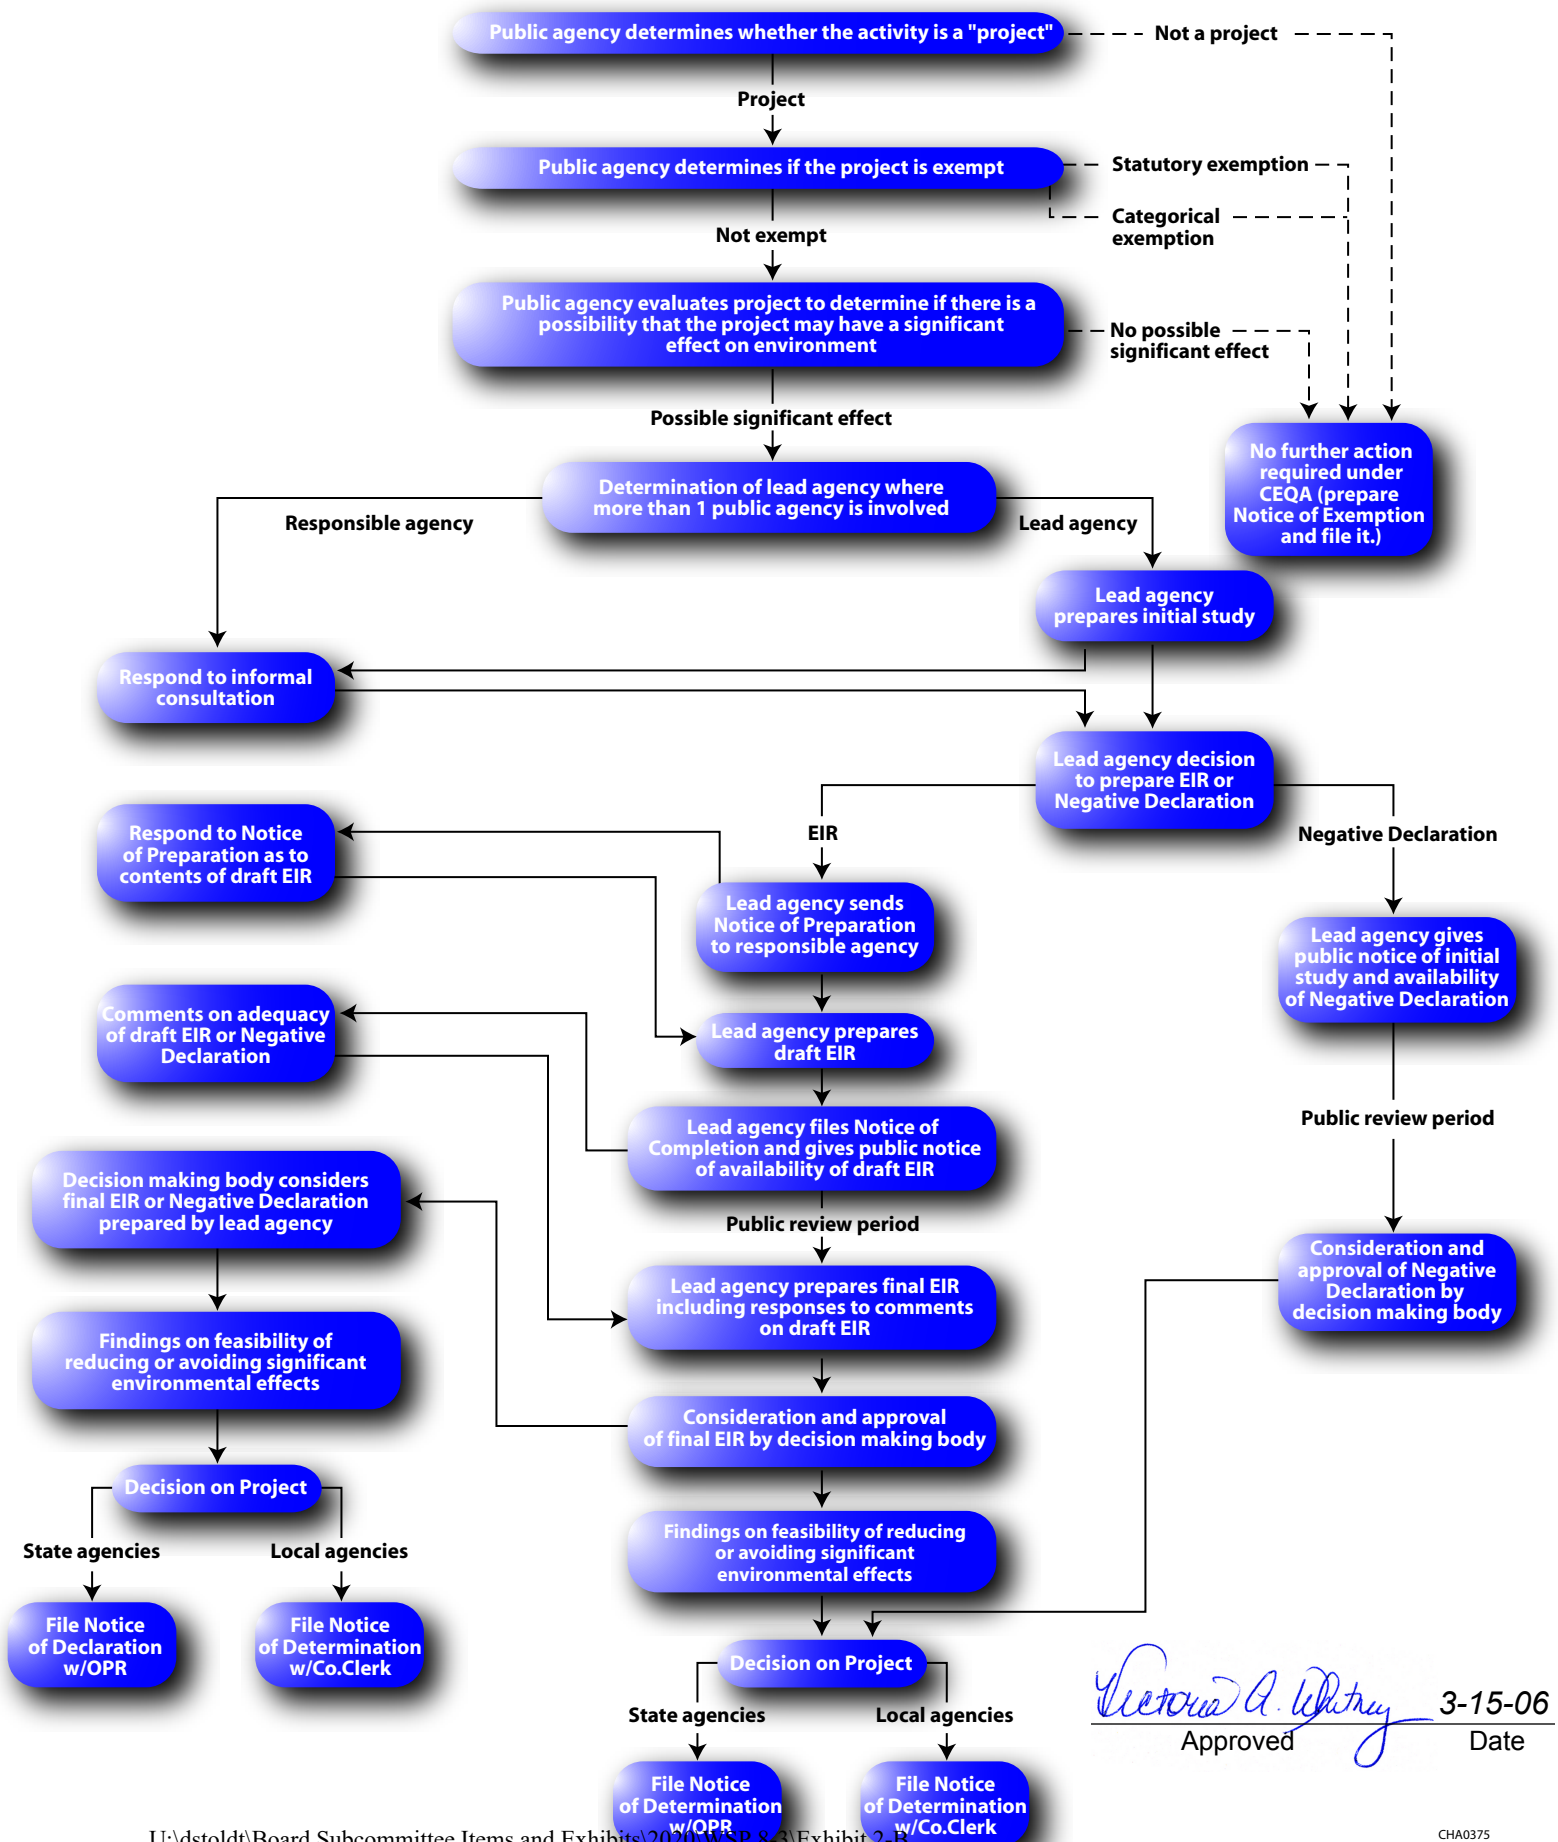 Public agency determines whether the activity is a "project"
Not a project
Project
Public agency determines if the project is exempt
Statutory exemption
Categorical
exemption
Not exempt
Public agency evaluates project to determine if there is a
possibility that the project may have a significant
effect on environment
No possible
significant effect
Possible significant effect
No further action
required under
CEQA (prepare
Notice of Exemption
and file it.)
Determination of lead agency where
more than 1 public agency is involved
Responsible agency
Lead agency
Lead agency
prepares initial study
Respond to informal
consultation
Lead agency decision
to prepare EIR or
Negative Declaration
EIR
Negative Declaration
Respond to Notice
of Preparation as to
contents of draft EIR
Lead agency sends
Notice of Preparation
to responsible agency
Lead agency gives
public notice of initial
study and availability
of Negative Declaration
Comments on adequacy
of draft EIR or Negative
Declaration
Lead agency prepares
draft EIR
Lead agency files Notice of
Completion and gives public notice
of availability of draft EIR
Public review period
Public review period
Decision making body considers
final EIR or Negative Declaration
prepared by lead agency
Lead agency prepares final EIR
including responses to comments
on draft EIR
Consideration and
approval of Negative
Declaration by
decision making body
Findings on feasibility of
reducing or avoiding significant
environmental effects
Consideration and approval
of final EIR by decision making body
Decision on Project
State agencies
Local agencies
Findings on feasibility of reducing
or avoiding significant
environmental effects
File Notice
of Declaration
w/OPR
File Notice
of Determination
w/Co.Clerk
Decision on Project
State agencies
Local agencies
File Notice
of Determination
w/OPR
File Notice
of Determination
w/Co.Clerk
Victoria A. Whitney
3-15-06
Approved
Date
U:\dstoldt\Board Subcommittee Items and Exhibits\2020\WSP 8-3\Exhibit 2-B
CHA0375